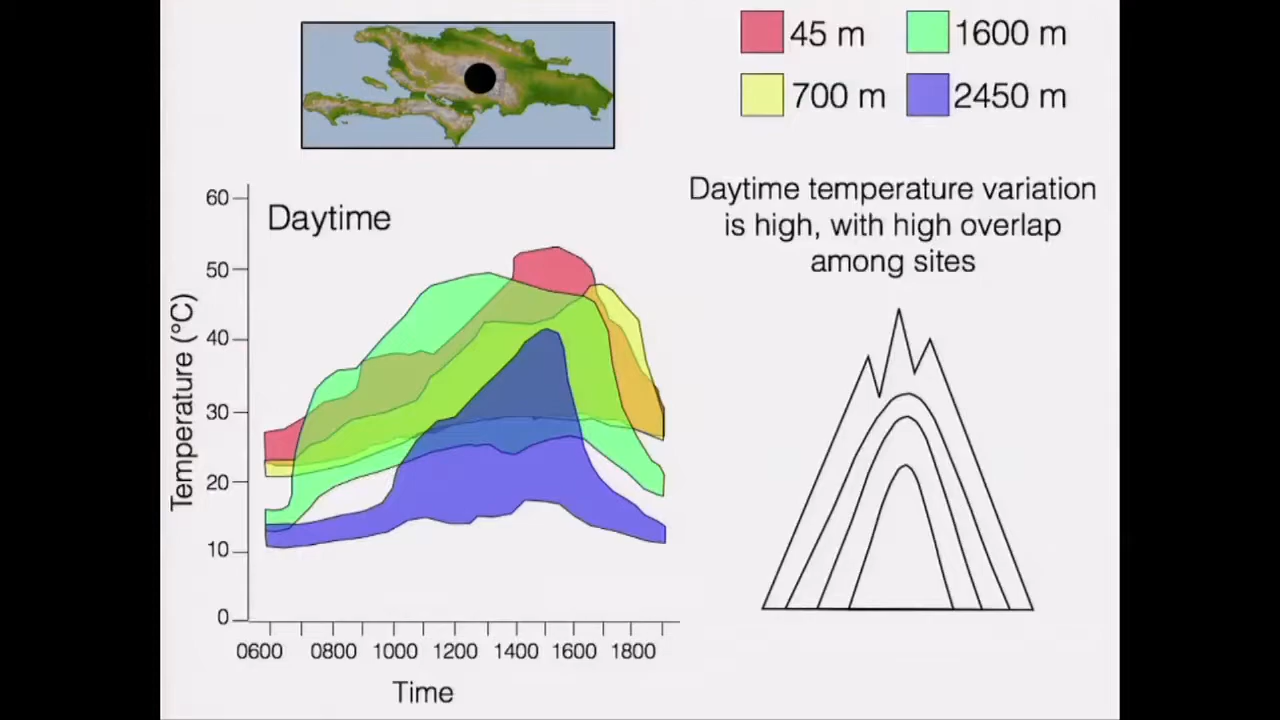 45 m
1600 m
700 m
2450 m
Daytime temperature variation
is high, with high overlap
among sites
Daytime
Temperature (°C)
60
50
40
30
20
10
0
0600 0800 1000 1200 1400 1600 1800
Time